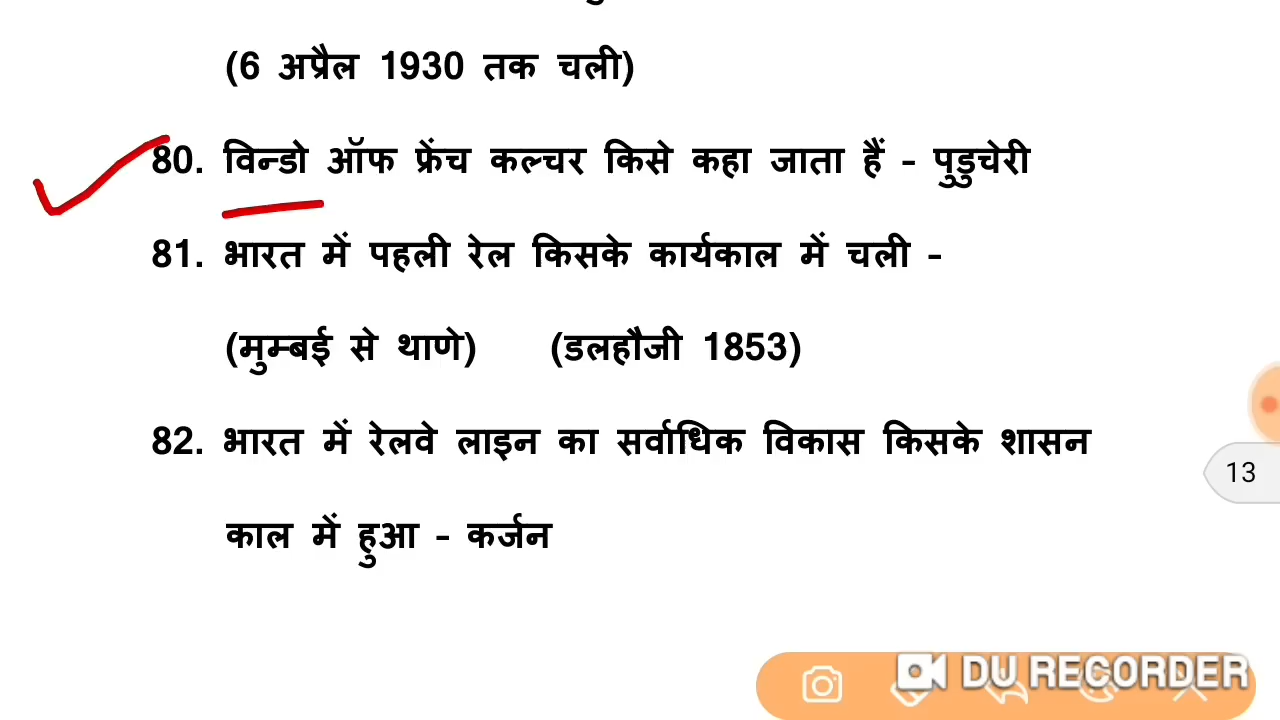 (6 अप्रैल 1930 तक चली)
80. विन्डो ऑफ फ्रेंच कल्चर किसे कहा जाता हैं - पुडुचेरी
81. भारत में पहली रेल किसके कार्यकाल में चली -
(मुम्बई से थाणे) (डलहौजी 1853)
82. भारत में रेलवे लाइन का सर्वाधिक विकास किसके शासन
13
काल में हुआ - कर्जन
DU RECORDER